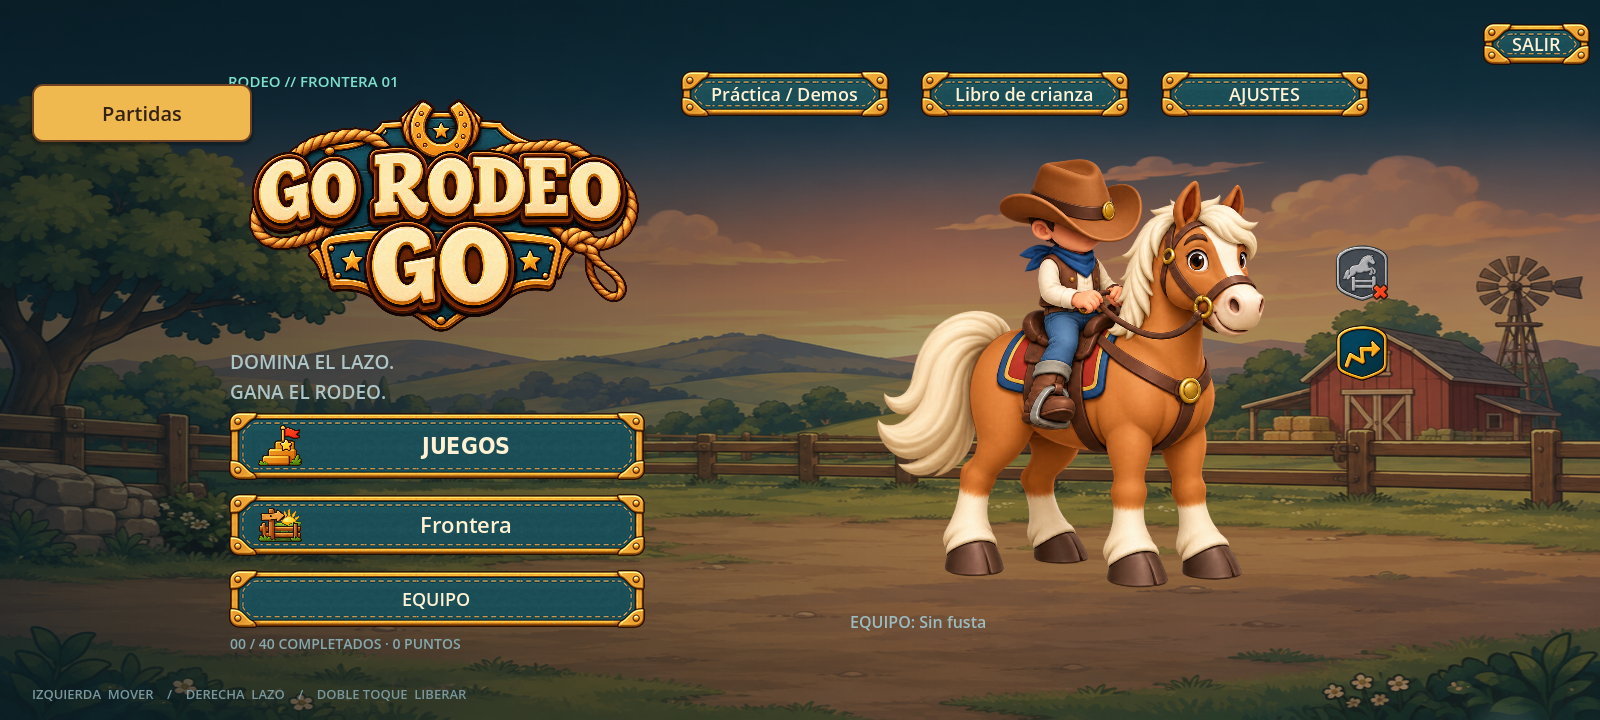 SALIR
RODEO // FRONTERA 01
Partidas
Práctica / Demos
Libro de crianza
AJUSTES
GO RODEO
GO
DOMINA EL LAZO.
GANA EL RODEO.
JUEGOS
Frontera
EQUIPO
EQUIPO: Sin fusta
00 / 40 COMPLETADOS · 0 PUNTOS
IZQUIERDA MOVER / DERECHA LAZO / DOBLE TOQUE LIBERAR